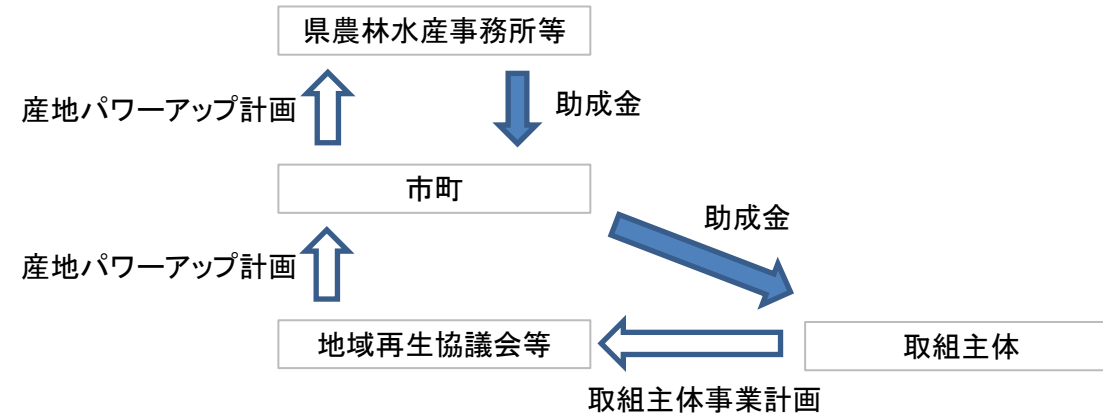 県農林水産事務所等
産地パワーアップ計画
助成金
市町
助成金
産地パワーアップ計画
地域再生協議会等
取組主体
取組主体事業計画